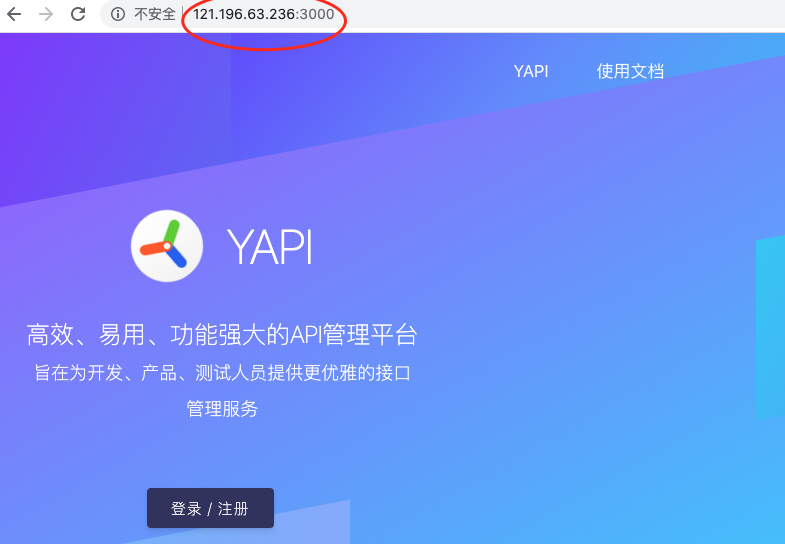 不安全 121.196.63.236:3000
YAPI 使用文档
YAPI
高效、易用、功能强大的API管理平台
旨在为开发、产品、测试人员提供更优雅的接口
管理服务
登录 / 注册